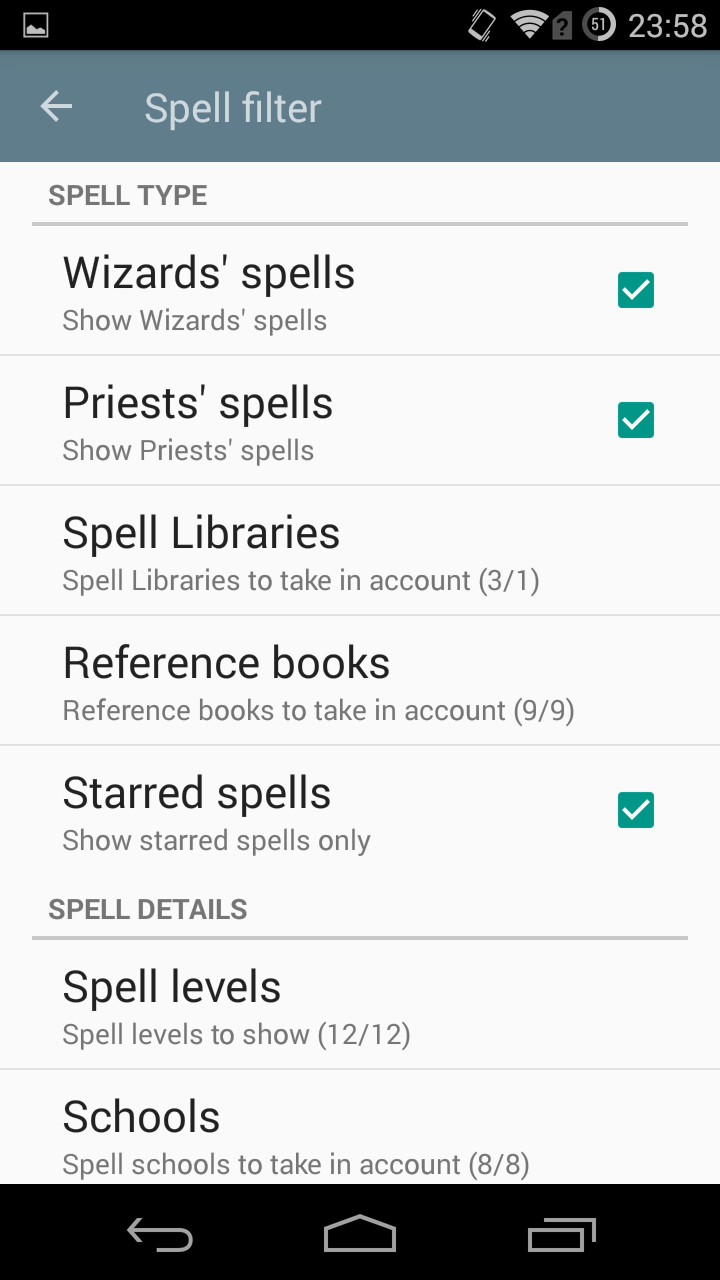 51 23:58
Spell filter
SPELL TYPE
Wizards' spells
Show Wizards' spells
Priests' spells
Show Priests' spells
Spell Libraries
Spell Libraries to take in account (3/1)
Reference books
Reference books to take in account (9/9)
Starred spells
Show starred spells only
SPELL DETAILS
Spell levels
Spell levels to show (12/12)
Schools
Spell schools to take in account (8/8)